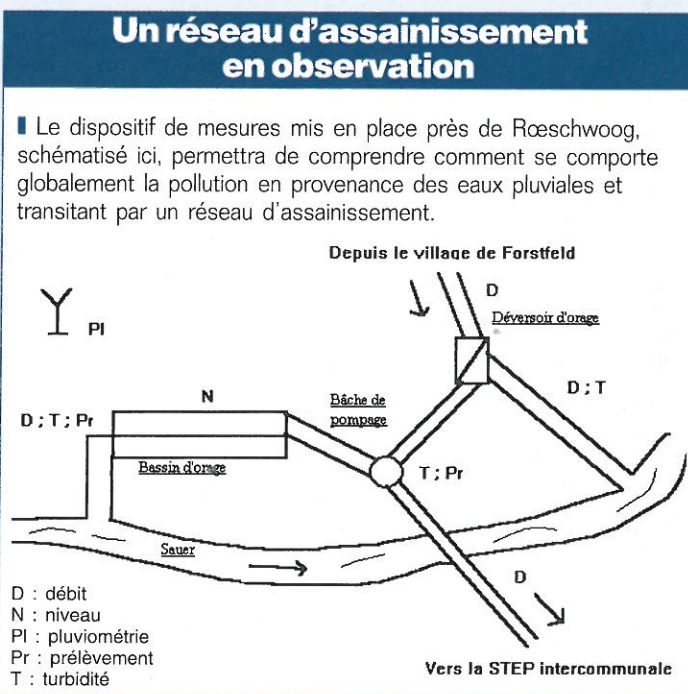 Un réseau d'assainissement
en observation
Le dispositif de mesures mis en place près de Rœschwoog,
schématisé ici, permettra de comprendre comment se comporte
globalement la pollution en provenance des eaux pluviales et
transitant par un réseau d'assainissement.
Depuis le village de Forstfeld
D
Déversoir d'orage
Pl
N
D ; T ; Pr
Bâche de
pompage
D ; T
Bassin d'orage
T ; Pr
Sauer
D
D : débit
N : niveau
Pl : pluviométrie
Pr : prélèvement
T : turbidité
Vers la STEP intercommunale